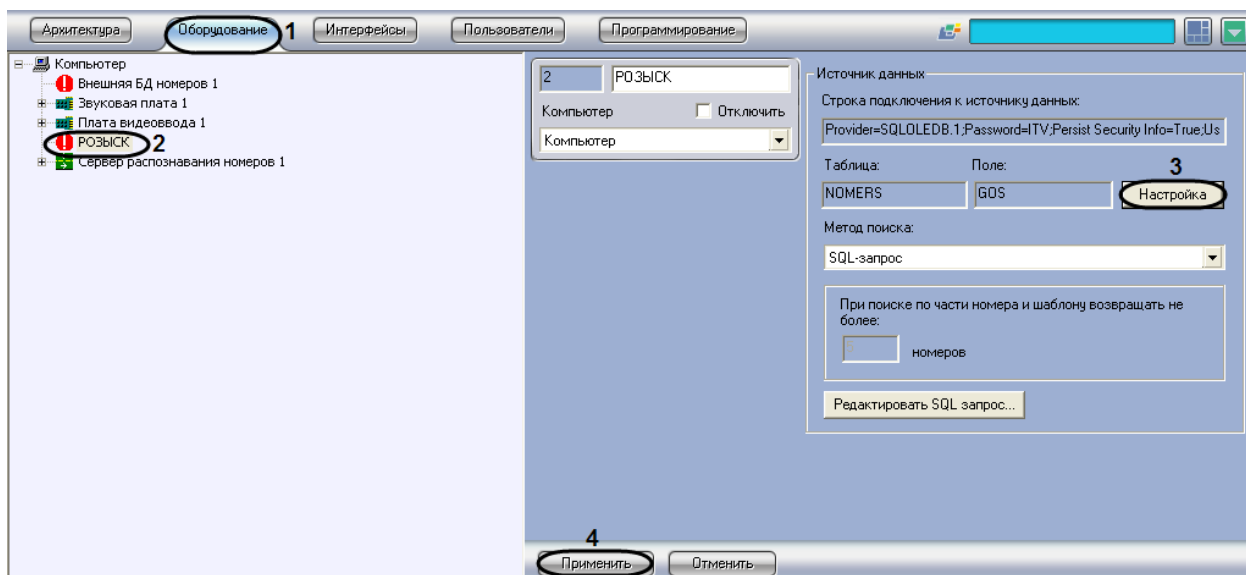 Архитектура Оборудование 1 Интерфейсы Пользователи Программирование
Компьютер
Внешняя БД номеров 1
Звуковая плата 1
Плата видеоввода 1
РОЗЫСК 2
Сервер распознавания номеров 1
2 РОЗЫСК
Компьютер Отключить
Компьютер
Источник данных
Строка подключения к источнику данных:
Provider=SQLOLEDB.1;Password=ITV;Persist Security Info=True;Us
Таблица: Поле: 3
NOMERS GOS Настройка
Метод поиска:
SQL-запрос
При поиске по части номера и шаблону возвращать не
более:
номеров
Редактировать SQL запрос...
4
Применить Отменить